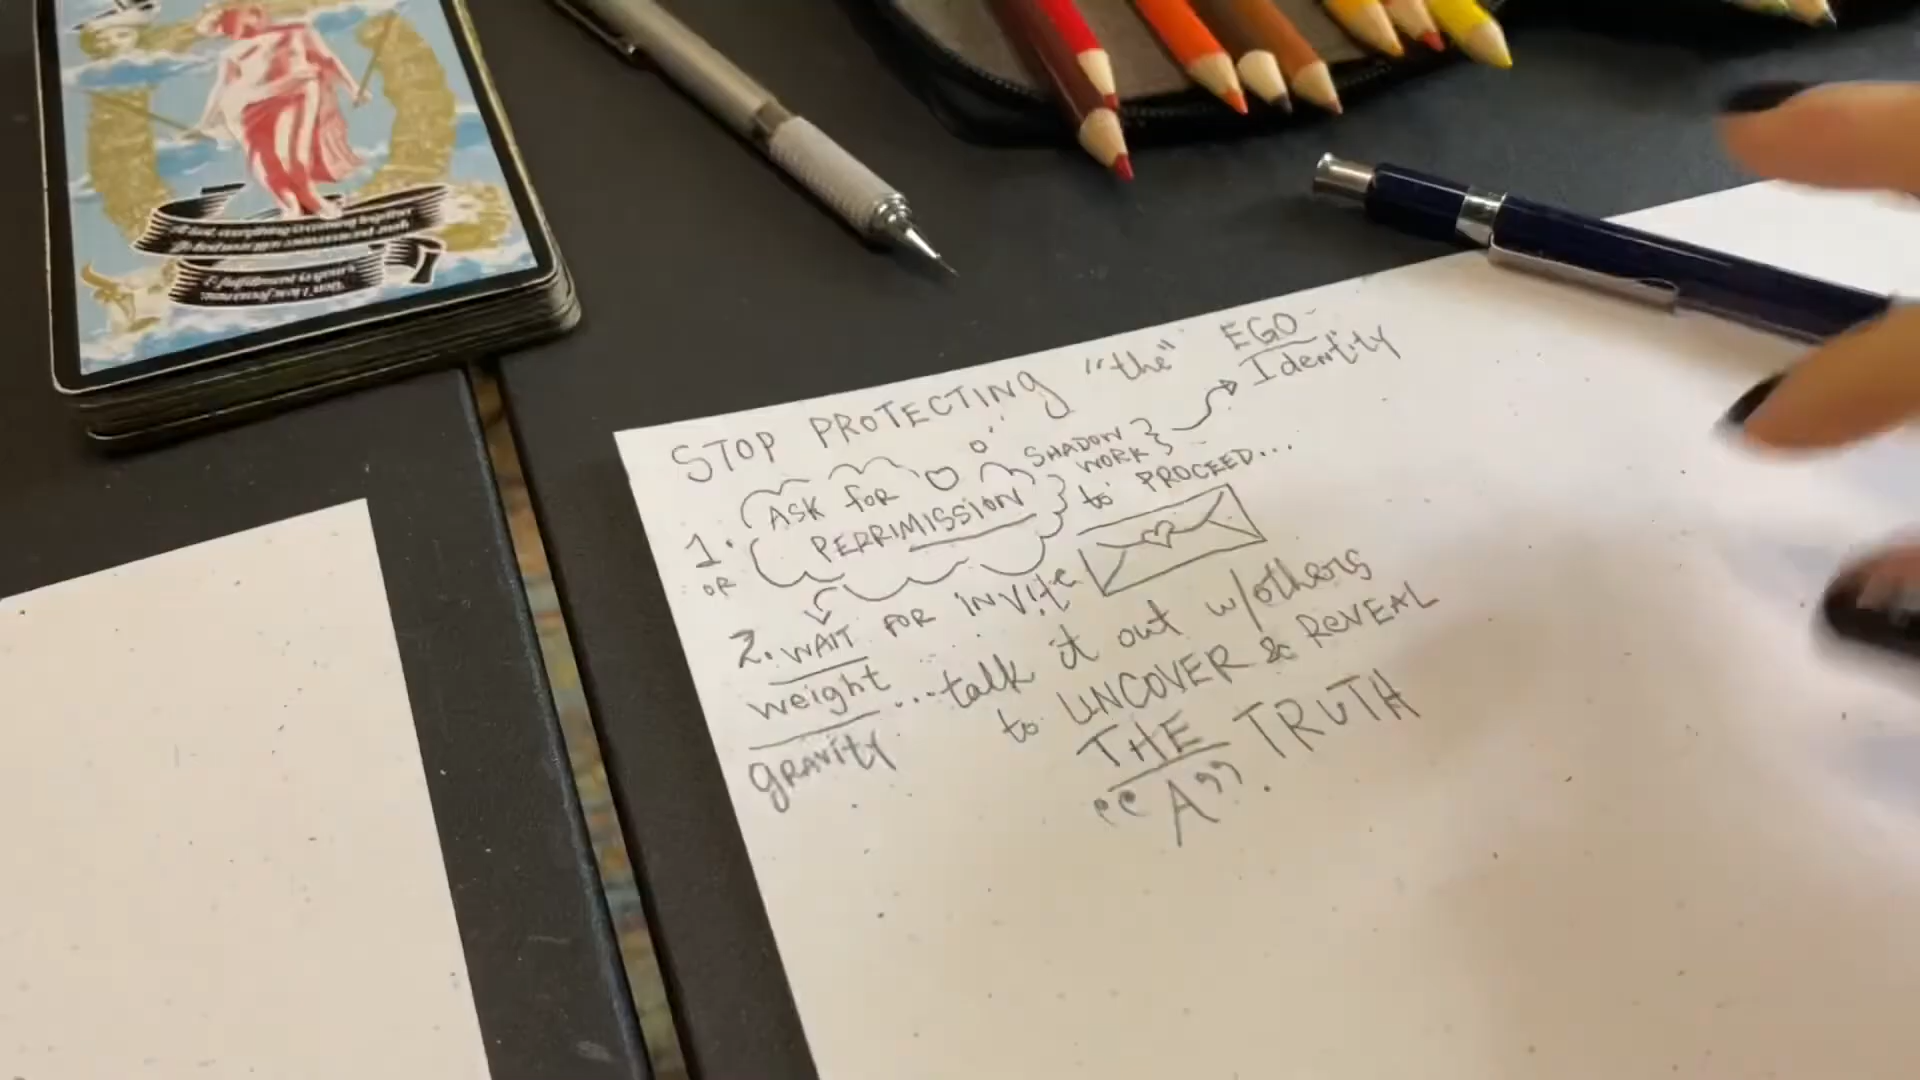 STOP PROTECTING "the" EGO-
Identity
SHADOW
WORK
1. ASK for
PERRIMISSION to PROCEED...
OR
2. WAIT FOR INVITE
weight ...talk it out w/others
gravity
to UNCOVER & REVEAL
THE TRUTH
"A".